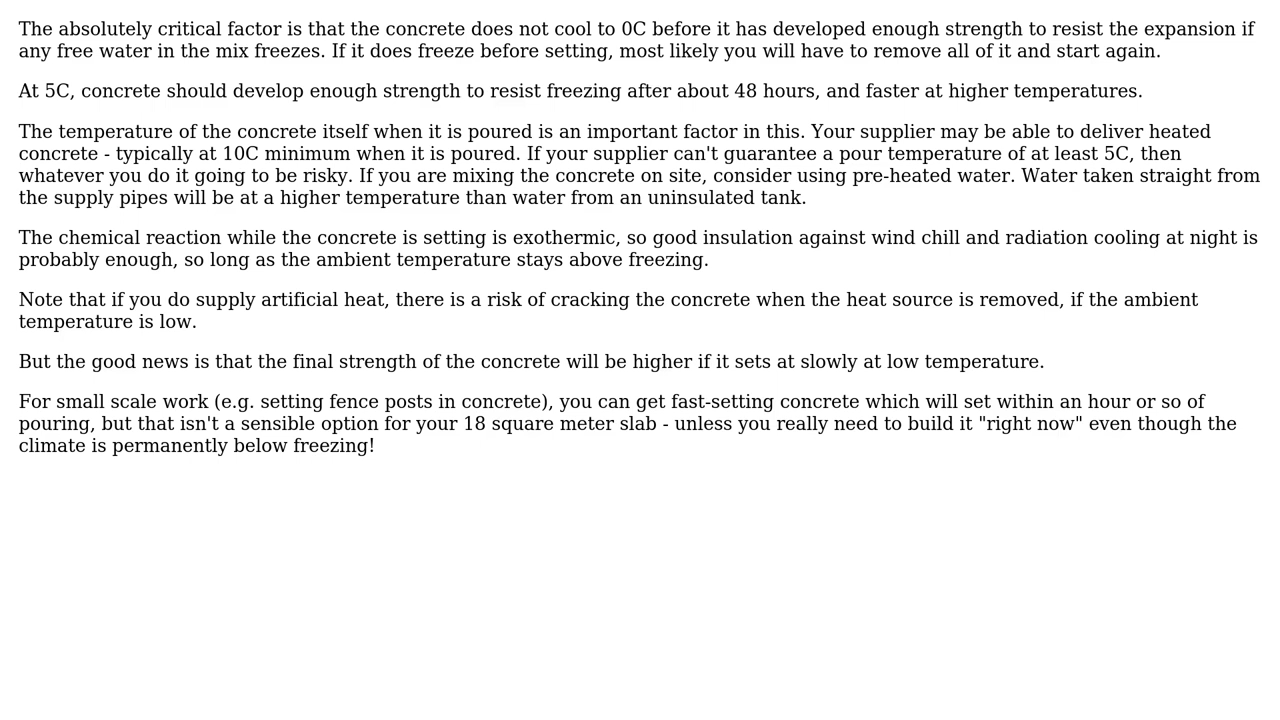 The absolutely critical factor is that the concrete does not cool to 0C before it has developed enough strength to resist the expansion if
any free water in the mix freezes. If it does freeze before setting, most likely you will have to remove all of it and start again.
At 5C, concrete should develop enough strength to resist freezing after about 48 hours, and faster at higher temperatures.
The temperature of the concrete itself when it is poured is an important factor in this. Your supplier may be able to deliver heated
concrete - typically at 10C minimum when it is poured. If your supplier can't guarantee a pour temperature of at least 5C, then
whatever you do it going to be risky. If you are mixing the concrete on site, consider using pre-heated water. Water taken straight from
the supply pipes will be at a higher temperature than water from an uninsulated tank.
The chemical reaction while the concrete is setting is exothermic, so good insulation against wind chill and radiation cooling at night is
probably enough, so long as the ambient temperature stays above freezing.
Note that if you do supply artificial heat, there is a risk of cracking the concrete when the heat source is removed, if the ambient
temperature is low.
But the good news is that the final strength of the concrete will be higher if it sets at slowly at low temperature.
For small scale work (e.g. setting fence posts in concrete), you can get fast-setting concrete which will set within an hour or so of
pouring, but that isn't a sensible option for your 18 square meter slab - unless you really need to build it "right now" even though the
climate is permanently below freezing!